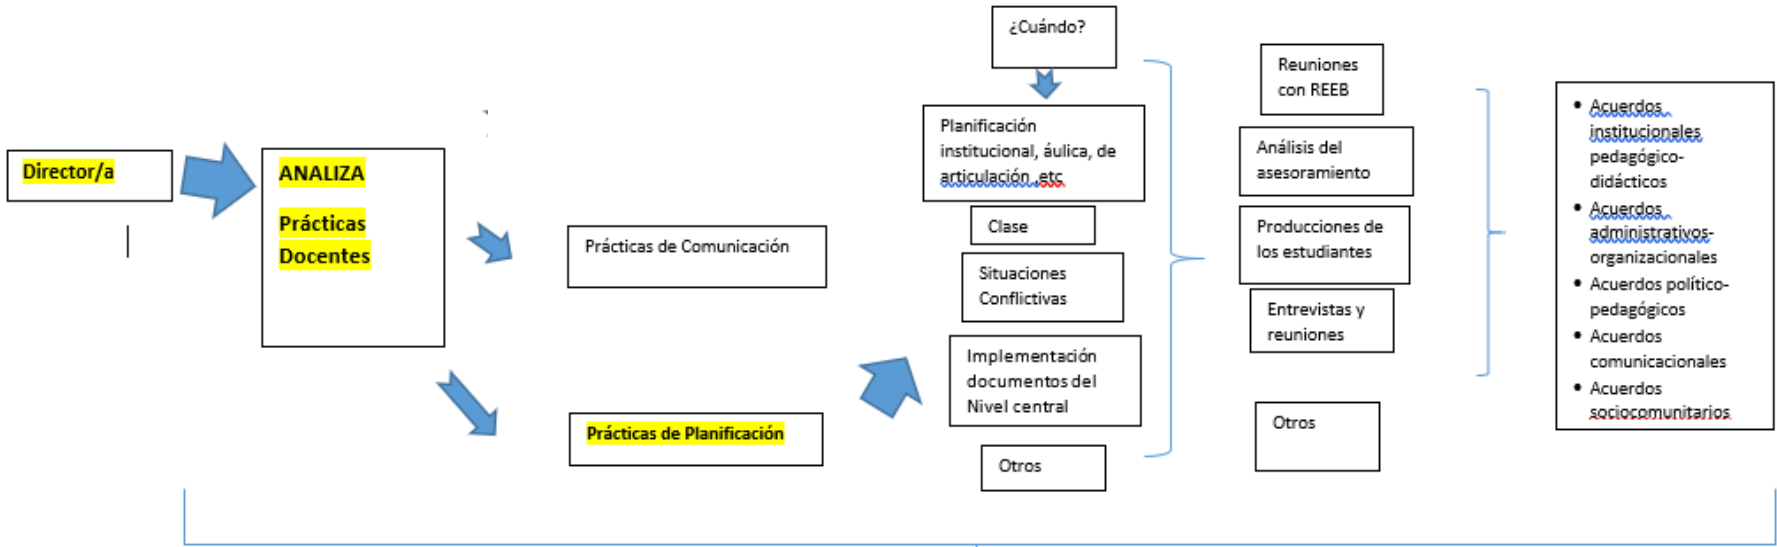 Director/a
ANALIZA
Prácticas
Docentes
Prácticas de Comunicación
Prácticas de Planificación
¿Cuándo?
Planificación
institucional, áulica, de
articulación ,etc
Clase
Situaciones
Conflictivas
Implementación
documentos del
Nivel central
Otros
Reuniones
con REEB
Análisis del
asesoramiento
Producciones de
los estudiantes
Entrevistas y
reuniones
Otros
• Acuerdos
institucionales
pedagógico-
didácticos
• Acuerdos
administrativos-
organizacionales
• Acuerdos político-
pedagógicos
• Acuerdos
comunicacionales
• Acuerdos
sociocomunitarios